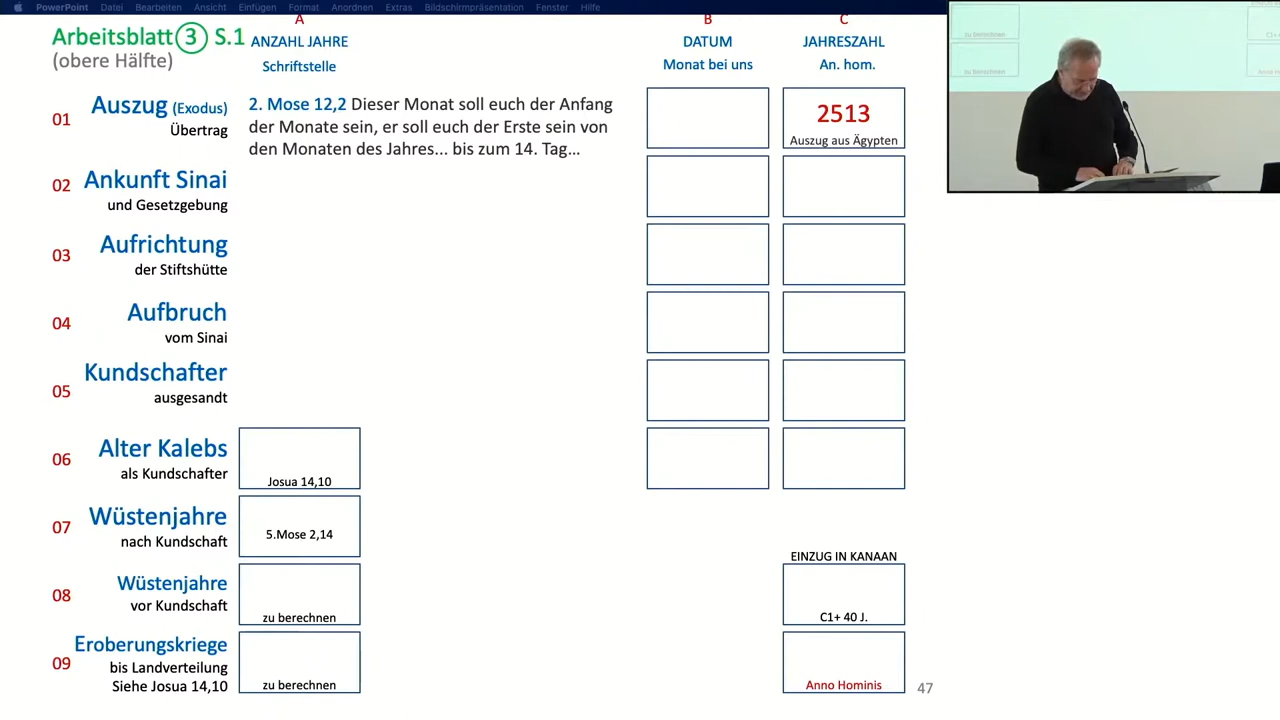 PowerPoint Datei Bearbeiten Ansicht Einfügen Format Anordnen Extras Bildschirmpräsentation Fenster Hilfe
Arbeitsblatt 3 S.1
(obere Hälfte)
A
ANZAHL JAHRE
Schriftstelle
B
DATUM
Monat bei uns
C
JAHRESZAHL
An. hom.
01
Auszug (Exodus)
Übertrag
2. Mose 12,2 Dieser Monat soll euch der Anfang
der Monate sein, er soll euch der Erste sein von
den Monaten des Jahres... bis zum 14. Tag...
2513
Auszug aus Ägypten
02
Ankunft Sinai
und Gesetzgebung
03
Aufrichtung
der Stiftshütte
04
Aufbruch
vom Sinai
05
Kundschafter
ausgesandt
06
Alter Kalebs
als Kundschafter
Josua 14,10
07
Wüstenjahre
nach Kundschaft
5.Mose 2,14
EINZUG IN KANAAN
08
Wüstenjahre
vor Kundschaft
zu berechnen
C1+ 40 J.
09
Eroberungskriege
bis Landverteilung
Siehe Josua 14,10
zu berechnen
Anno Hominis
47
zu berechnen
zu berechnen